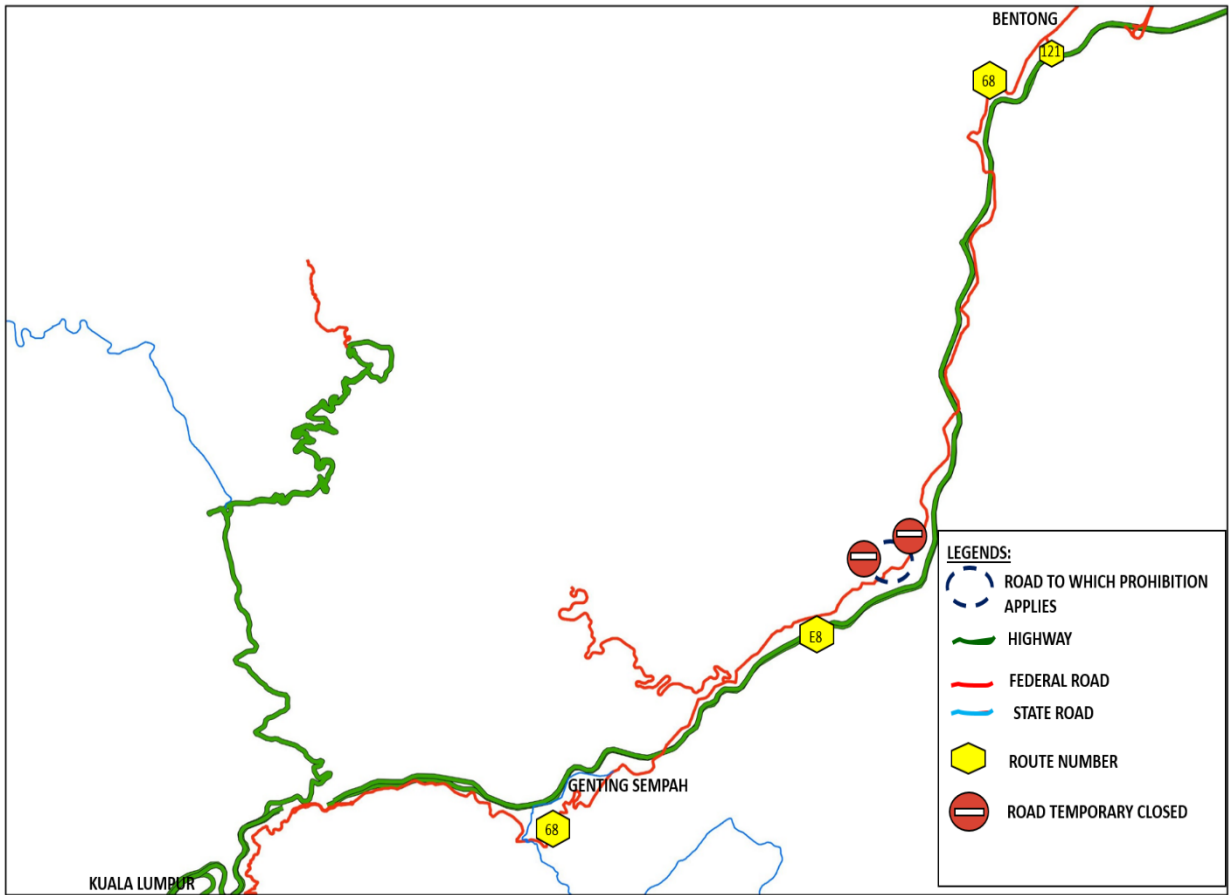 BENTONG
121
68
E8
GENTING SEMPAH
68
KUALA LUMPUR
LEGENDS:
ROAD TO WHICH PROHIBITION
APPLIES
HIGHWAY
FEDERAL ROAD
STATE ROAD
ROUTE NUMBER
ROAD TEMPORARY CLOSED